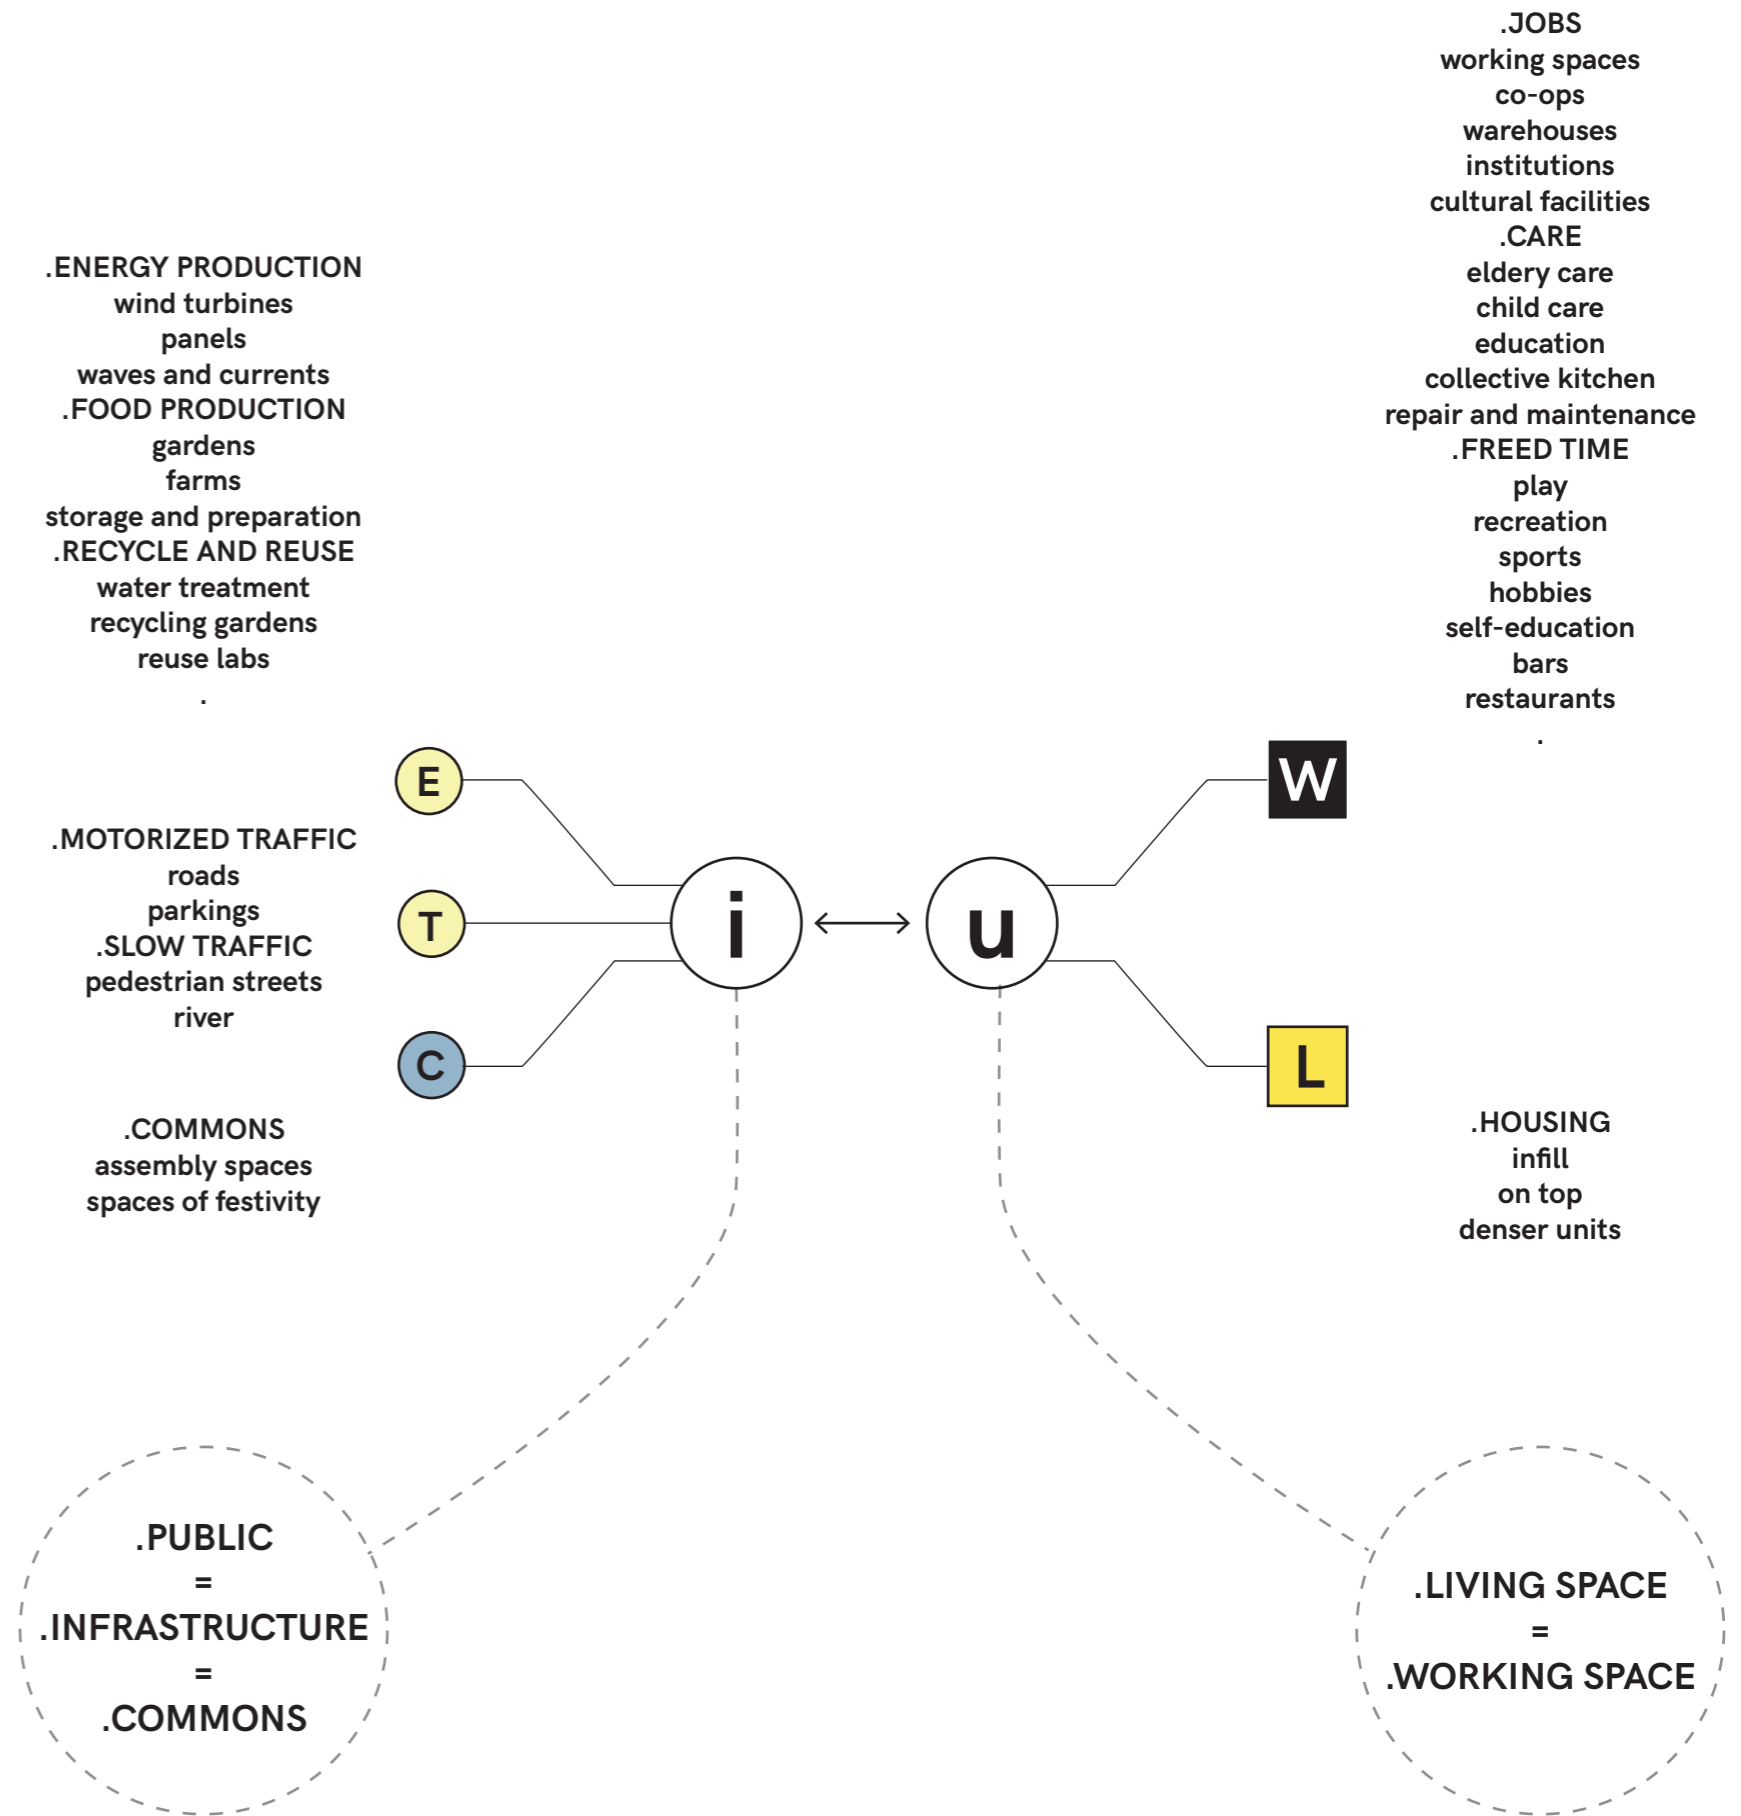 .ENERGY PRODUCTION
wind turbines
panels
waves and currents
.FOOD PRODUCTION
gardens
farms
storage and preparation
.RECYCLE AND REUSE
water treatment
recycling gardens
reuse labs
.
.MOTORIZED TRAFFIC
roads
parkings
.SLOW TRAFFIC
pedestrian streets
river
.COMMONS
assembly spaces
spaces of festivity
E
T
C
i
u
W
L
.JOBS
working spaces
co-ops
warehouses
institutions
cultural facilities
.CARE
eldery care
child care
education
collective kitchen
repair and maintenance
.FREED TIME
play
recreation
sports
hobbies
self-education
bars
restaurants
.
.HOUSING
infill
on top
denser units
.PUBLIC
=
.INFRASTRUCTURE
=
.COMMONS
.LIVING SPACE
=
.WORKING SPACE